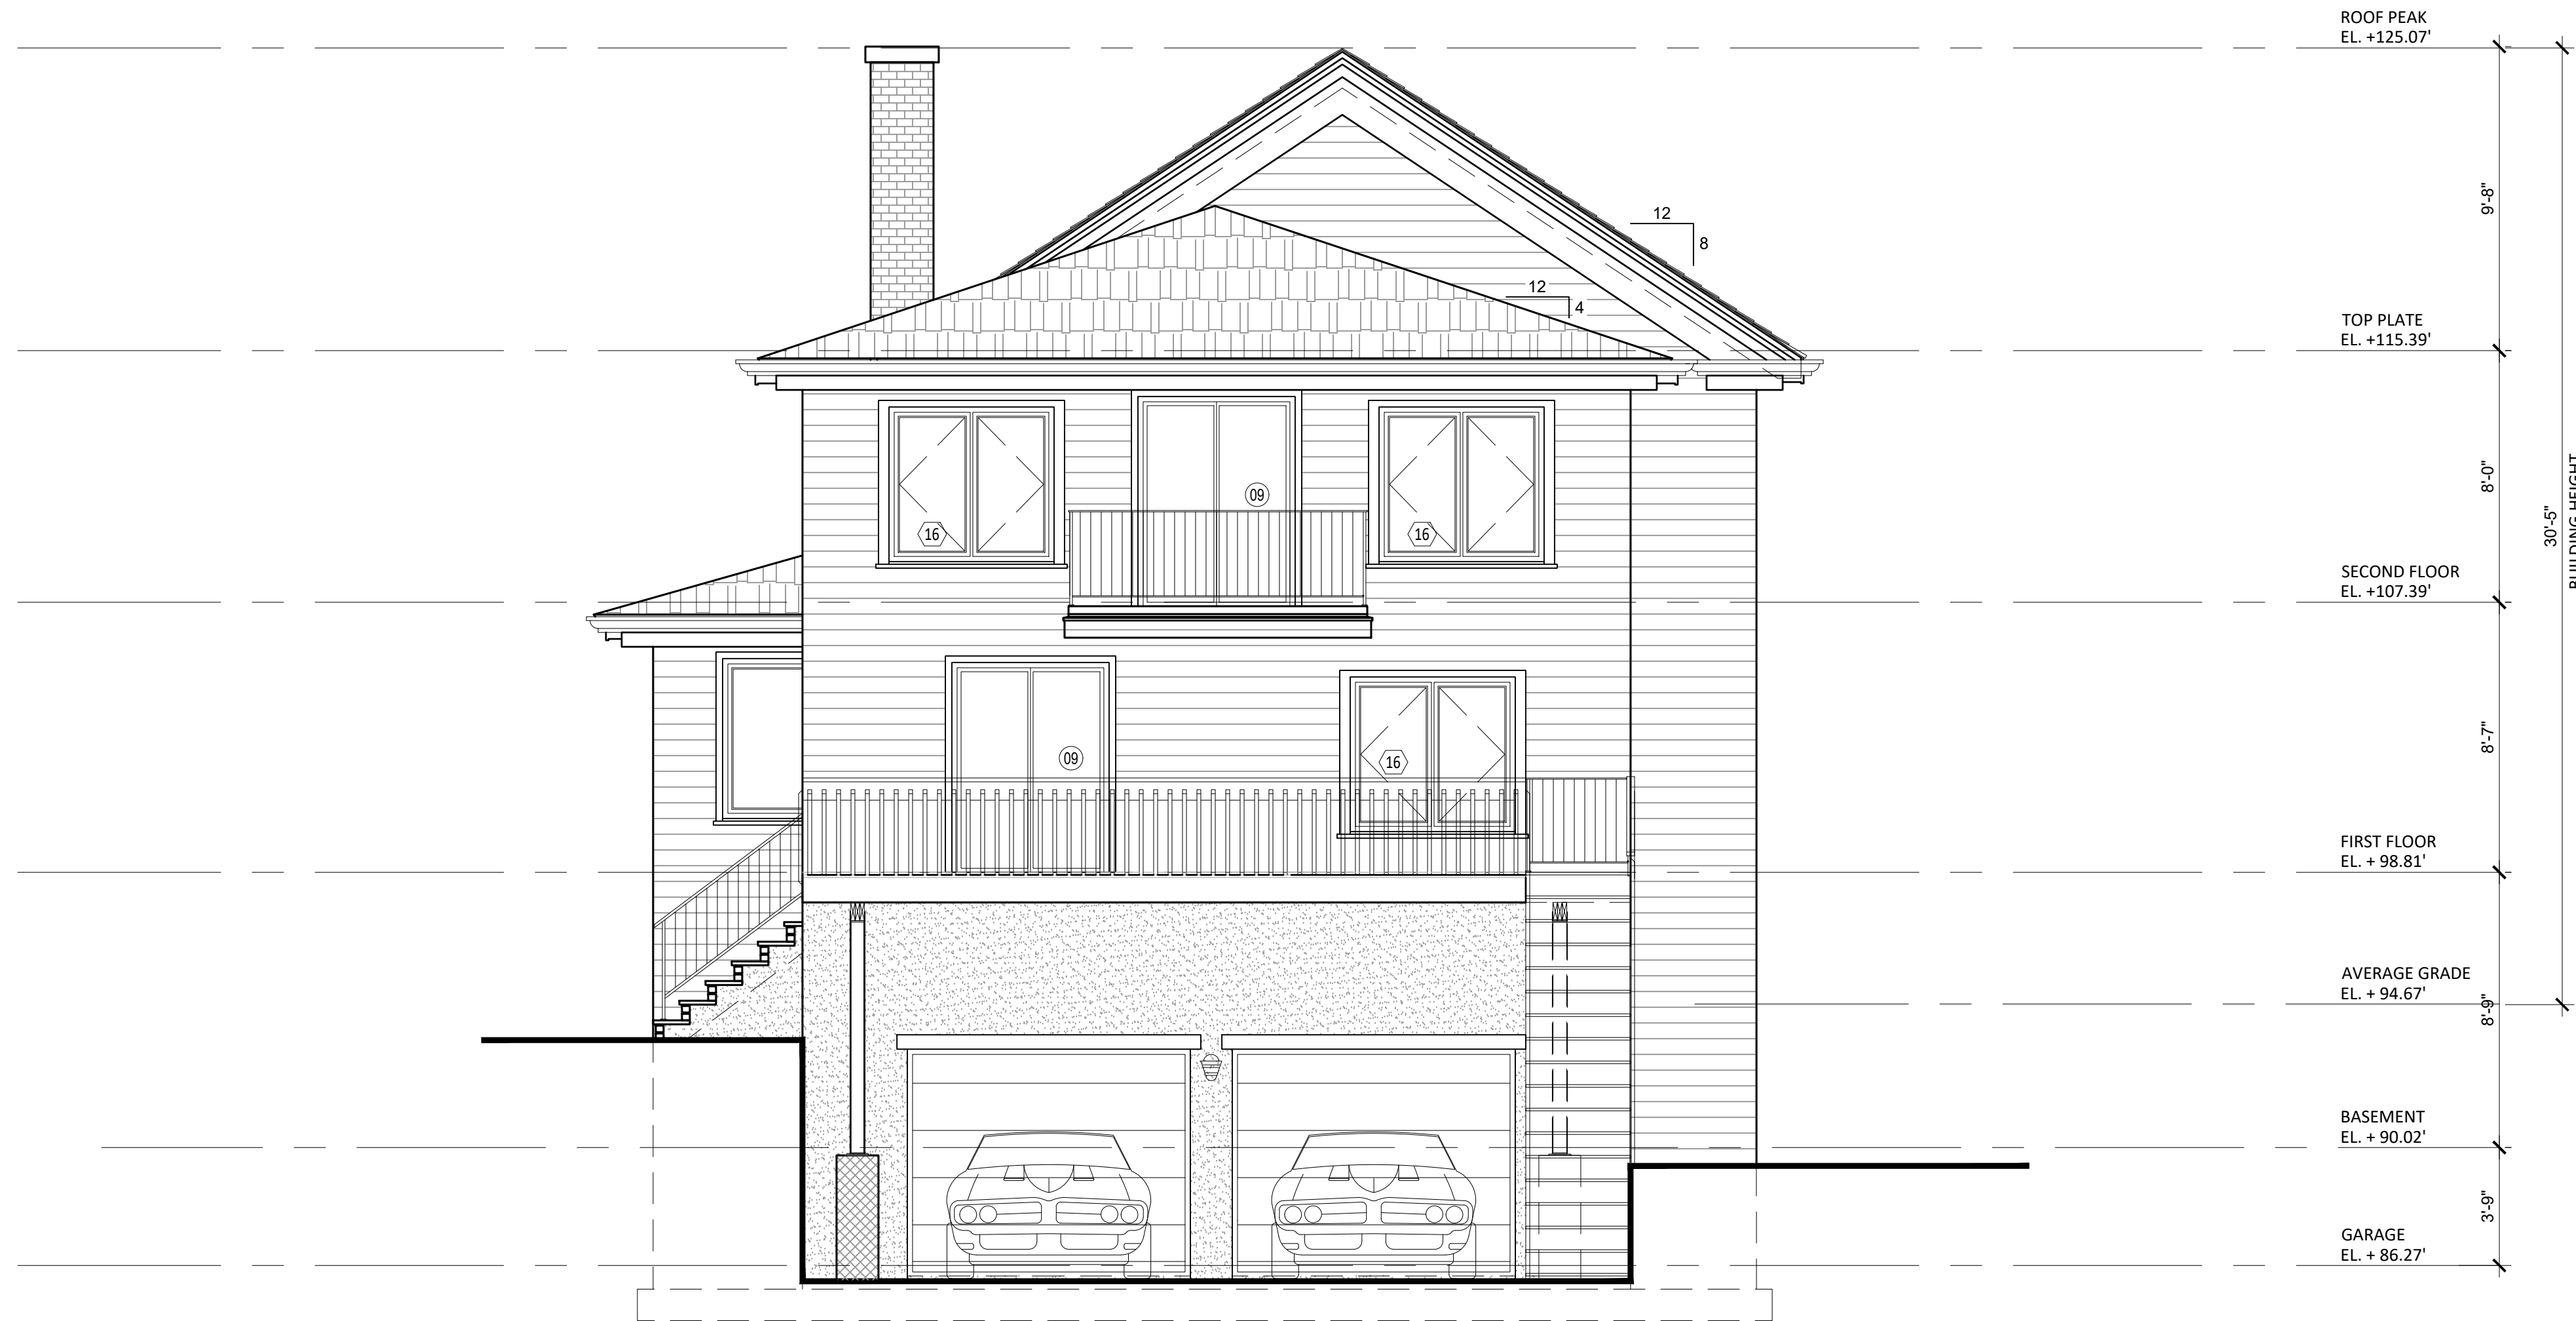 ROOF PEAK
EL. +125.07'
9'-8"
12
8
12
4
TOP PLATE
EL. +115.39'
8'-0"
09
16
16
30'-5"
BUILDING HEIGHT
SECOND FLOOR
EL. +107.39'
8'-7"
09
16
FIRST FLOOR
EL. + 98.81'
AVERAGE GRADE
EL. + 94.67'
8'-9"
BASEMENT
EL. + 90.02'
3'-9"
GARAGE
EL. + 86.27'